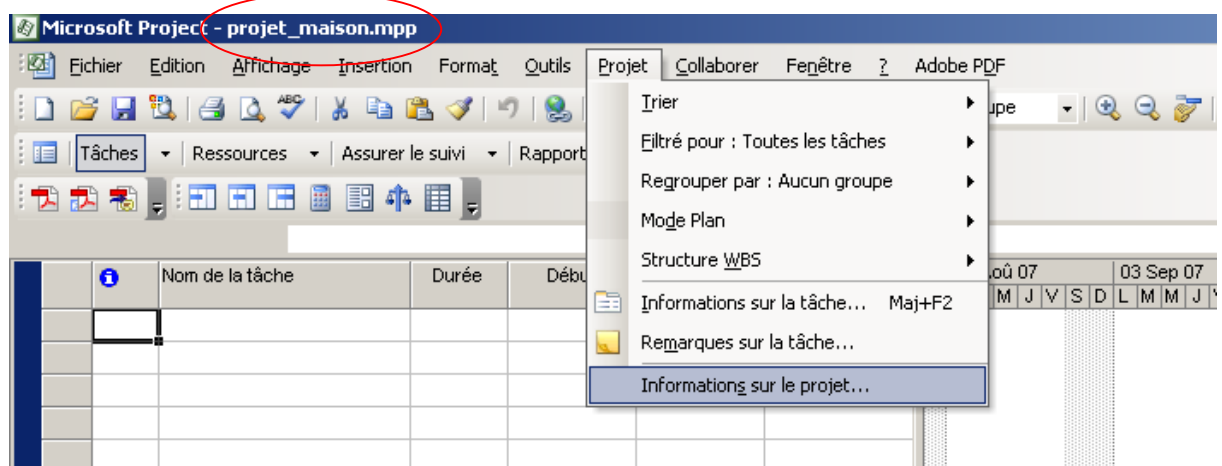 Microsoft Project - projet_maison.mpp
Fichier Edition Affichage Insertion Format Outils Projet Collaborer Fenêtre ? Adobe PDF
Trier
upe
ABC
Filtré pour : Toutes les tâches
Tâches Ressources Assurer le suivi Rapport
Regrouper par : Aucun groupe
Mode Plan
Structure WBS
Nom de la tâche Durée Débu
oû 07 03 Sep 07
M J V S D L M M J V
Informations sur la tâche... Maj+F2
Remarques sur la tâche...
Informations sur le projet...